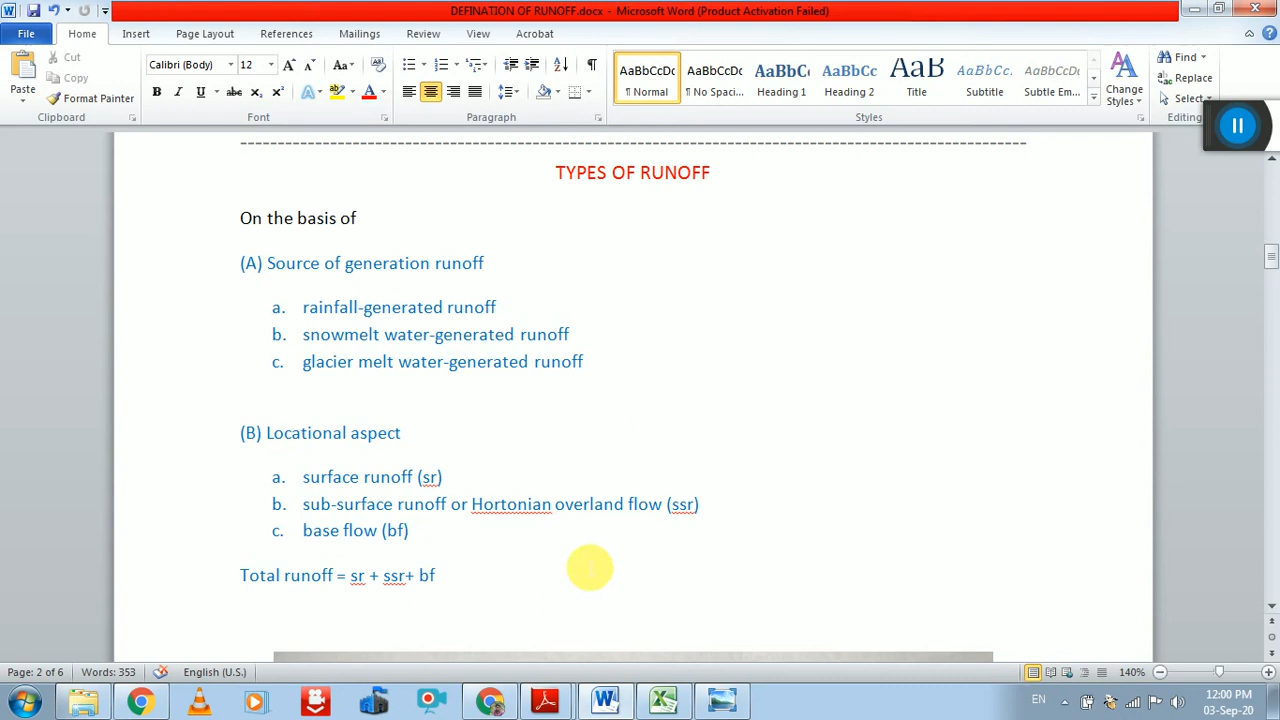 DEFINATION OF RUNOFF.docx - Microsoft Word (Product Activation Failed)
File Home Insert Page Layout References Mailings Review View Acrobat
Cut
Copy
Format Painter
Paste
Clipboard
Calibri (Body) 12
Font
Paragraph
AaBbCcDc AaBbCcDc AaBbCc AaBbCc AaB AaBbCc. AaBbCcDc
¶ Normal ¶ No Spaci... Heading 1 Heading 2 Title Subtitle Subtle Em...
Change Styles
Styles
Find
Replace
Select
Editing
TYPES OF RUNOFF
On the basis of
(A) Source of generation runoff
a. rainfall-generated runoff
b. snowmelt water-generated runoff
c. glacier melt water-generated runoff
(B) Locational aspect
a. surface runoff (sr)
b. sub-surface runoff or Hortonian overland flow (ssr)
c. base flow (bf)
Total runoff = sr + ssr+ bf
Page: 2 of 6 Words: 353 English (U.S.) 140%
EN 12:00 PM
03-Sep-20